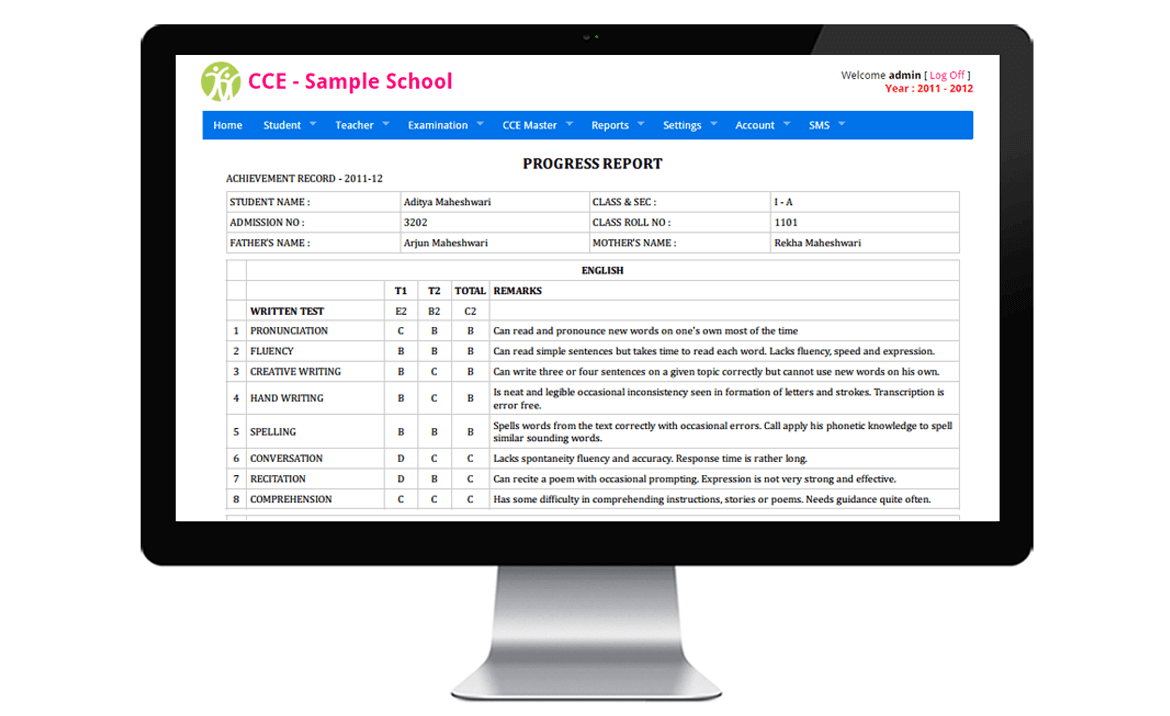 CCE - Sample School
Welcome admin [ Log Off ]
Year : 2011 - 2012
Home Student Teacher Examination CCE Master Reports Settings Account SMS
PROGRESS REPORT
ACHIEVEMENT RECORD - 2011-12
STUDENT NAME : Aditya Maheshwari CLASS & SEC : I - A
ADMISSION NO : 3202 CLASS ROLL NO : 1101
FATHER'S NAME : Arjun Maheshwari MOTHER'S NAME : Rekha Maheshwari
ENGLISH
T1 T2 TOTAL REMARKS
WRITTEN TEST E2 B2 C2
1 PRONUNCIATION C B B Can read and pronounce new words on one's own most of the time
2 FLUENCY B B B Can read simple sentences but takes time to read each word. Lacks fluency, speed and expression.
3 CREATIVE WRITING B C B Can write three or four sentences on a given topic correctly but cannot use new words on his own.
4 HAND WRITING B C B Is neat and legible occasional inconsistency seen in formation of letters and strokes. Transcription is
error free.
5 SPELLING B B B Spells words from the text correctly with occasional errors. Call apply his phonetic knowledge to spell
similar sounding words.
6 CONVERSATION D C C Lacks spontaneity fluency and accuracy. Response time is rather long.
7 RECITATION D B C Can recite a poem with occasional prompting. Expression is not very strong and effective.
8 COMPREHENSION C C C Has some difficulty in comprehending instructions, stories or poems. Needs guidance quite often.